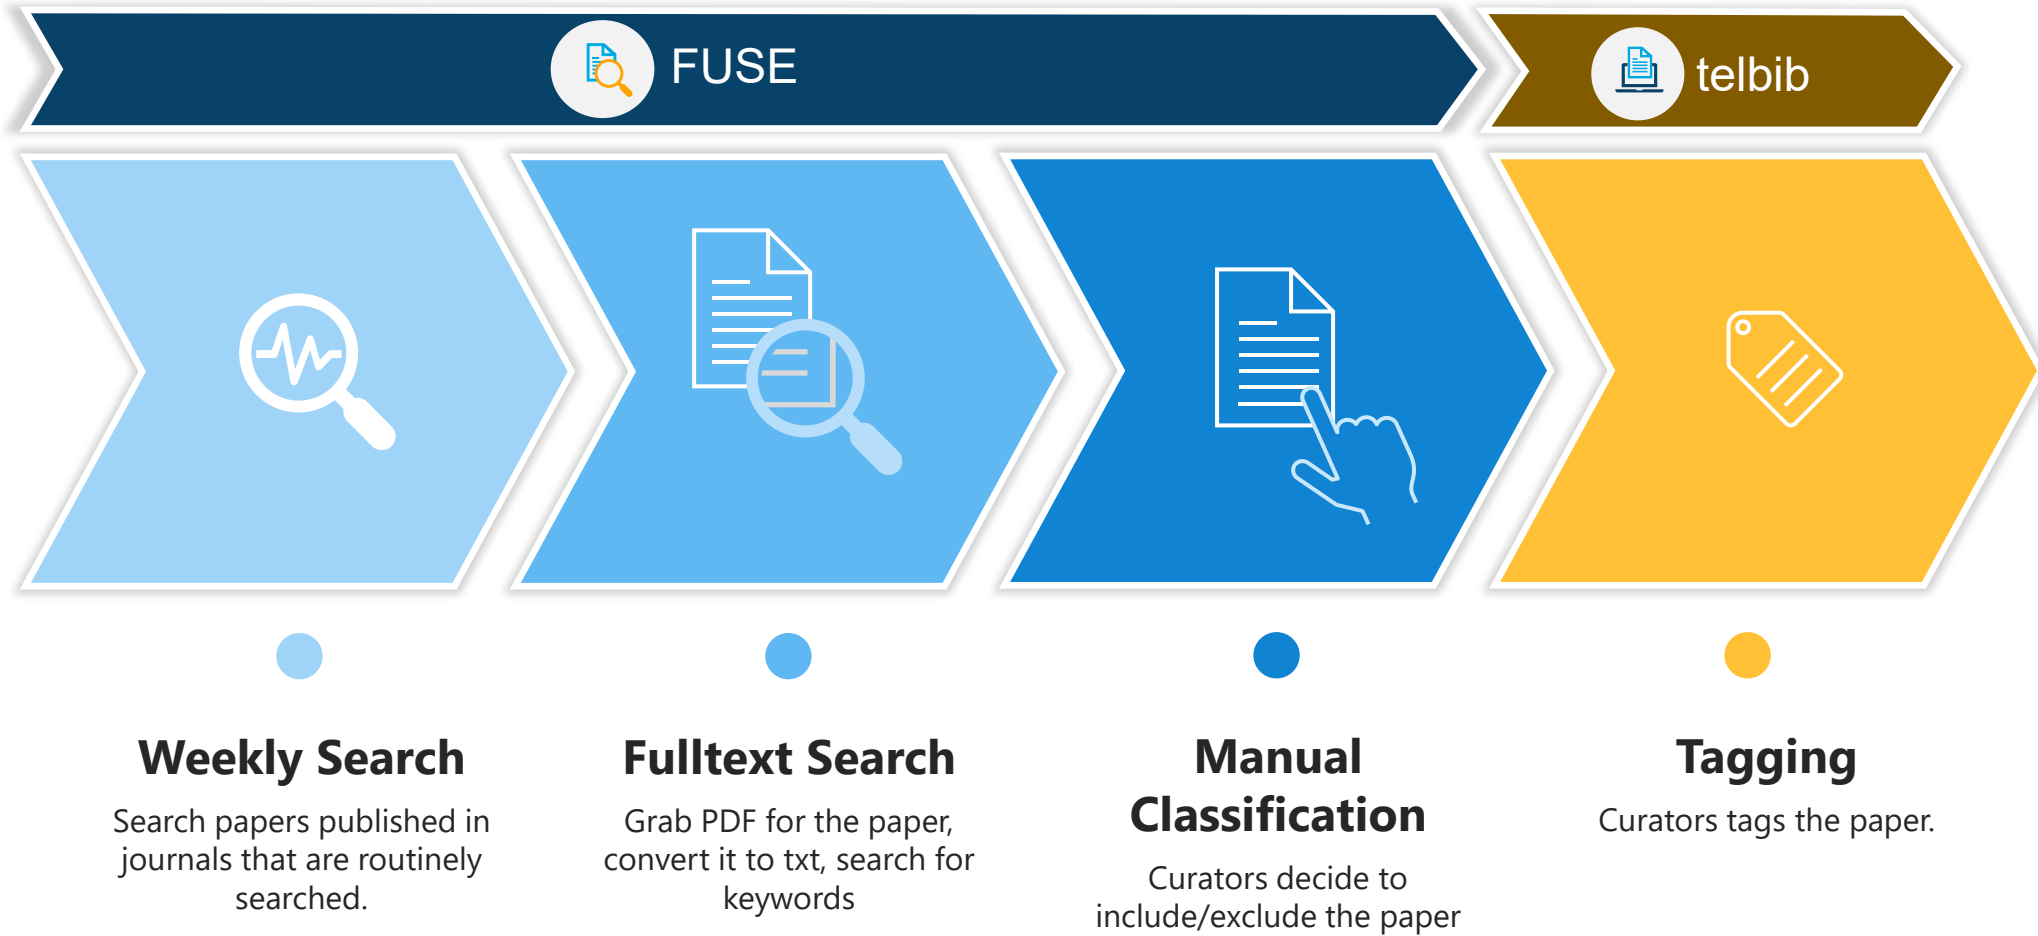 FUSE
telbib
Weekly Search
Search papers published in
journals that are routinely
searched.
Fulltext Search
Grab PDF for the paper,
convert it to txt, search for
keywords
Manual
Classification
Curators decide to
include/exclude the paper
Tagging
Curators tags the paper.